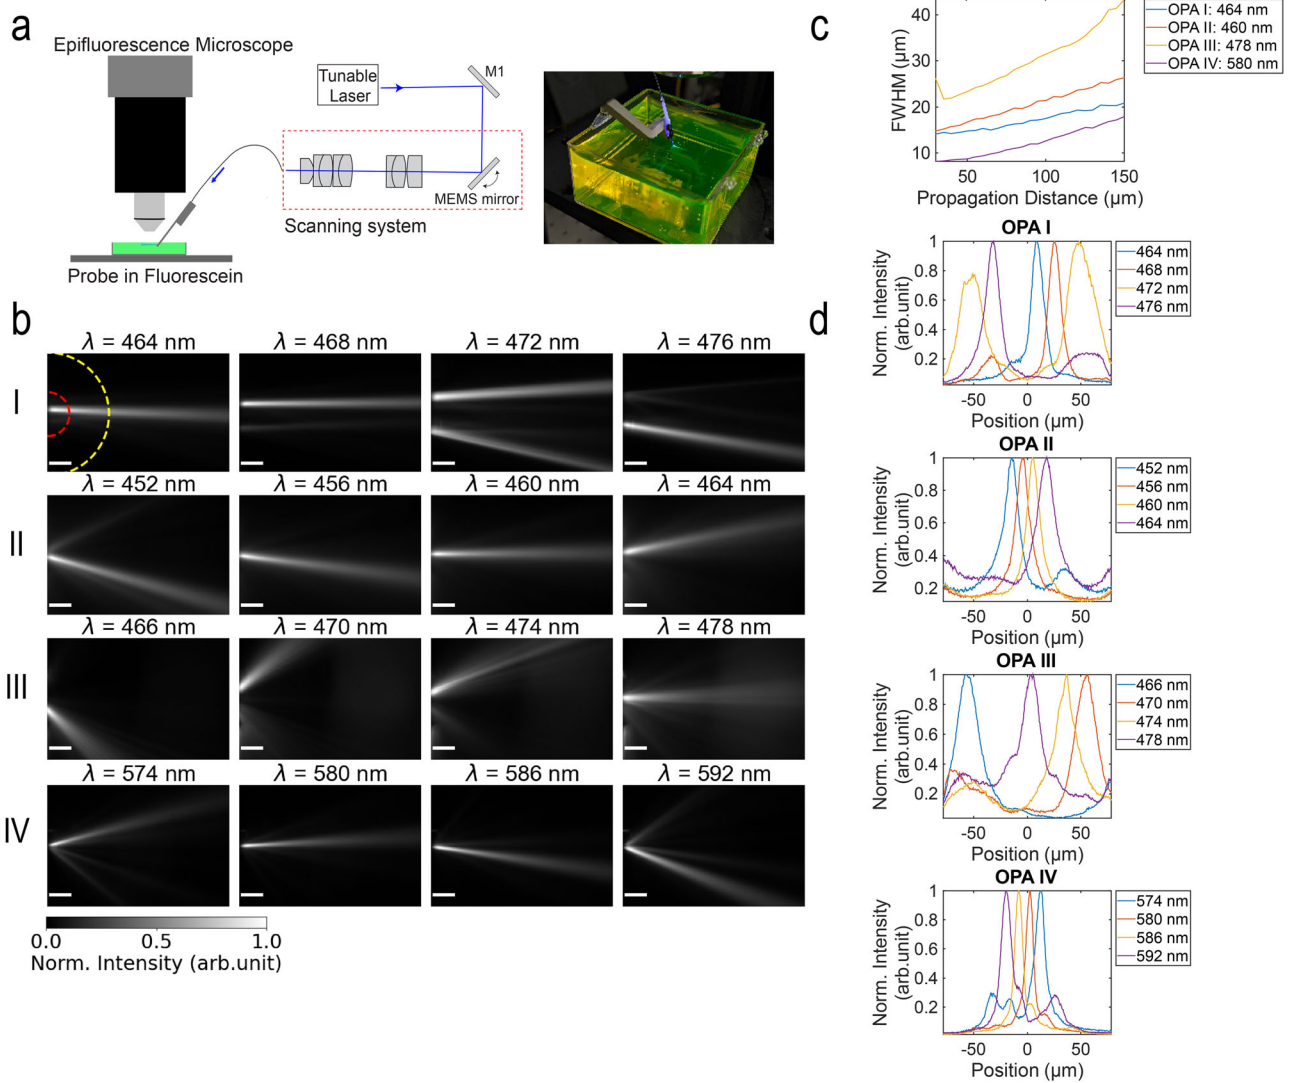 a
Epifluorescence Microscope
Tunable
Laser
M1
MEMS mirror
Scanning system
Probe in Fluorescein
b
λ = 464 nm
λ = 468 nm
λ = 472 nm
λ = 476 nm
I
λ = 452 nm
λ = 456 nm
λ = 460 nm
λ = 464 nm
II
λ = 466 nm
λ = 470 nm
λ = 474 nm
λ = 478 nm
III
λ = 574 nm
λ = 580 nm
λ = 586 nm
λ = 592 nm
IV
0.0
0.5
1.0
Norm. Intensity (arb.unit)
c
FWHM (µm)
40
30
20
10
50
100
150
Propagation Distance (µm)
OPA I: 464 nm
OPA II: 460 nm
OPA III: 478 nm
OPA IV: 580 nm
d
OPA I
Norm. Intensity
(arb.unit)
1
0.8
0.6
0.4
0.2
-50
0
50
Position (µm)
464 nm
468 nm
472 nm
476 nm
OPA II
Norm. Intensity
(arb.unit)
1
0.8
0.6
0.4
0.2
-50
0
50
Position (µm)
452 nm
456 nm
460 nm
464 nm
OPA III
Norm. Intensity
(arb.unit)
1
0.8
0.6
0.4
0.2
-50
0
50
Position (µm)
466 nm
470 nm
474 nm
478 nm
OPA IV
Norm. Intensity
(arb.unit)
1
0.8
0.6
0.4
0.2
-50
0
50
Position (µm)
574 nm
580 nm
586 nm
592 nm